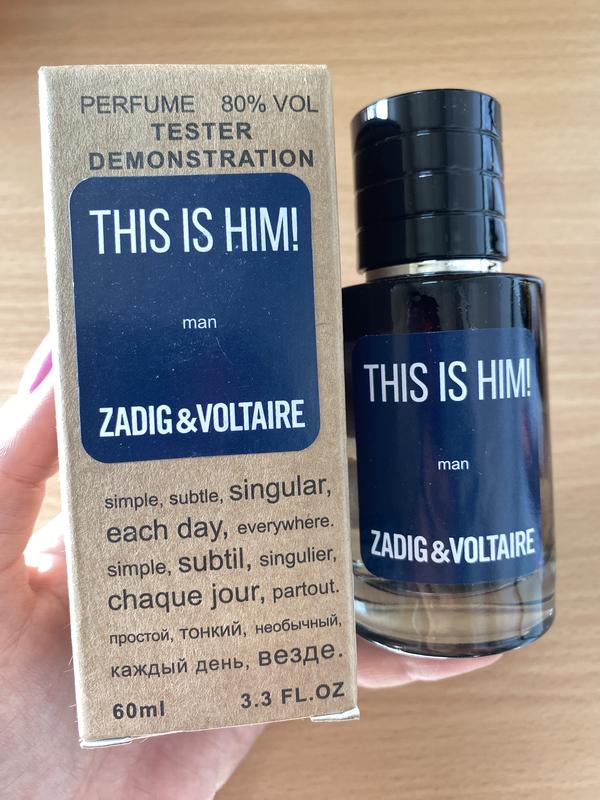 PERFUME 80% VOL
TESTER
DEMONSTRATION
THIS IS HIM!
man
ZADIG&VOLTAIRE
simple, subtle, singular,
each day, everywhere.
simple, subtil, singulier,
chaque jour, partout.
простой, тонкий, необычный,
каждый день, везде.
60ml 3.3 FL.OZ
THIS IS HIM!
man
ZADIG&VOLTAIRE